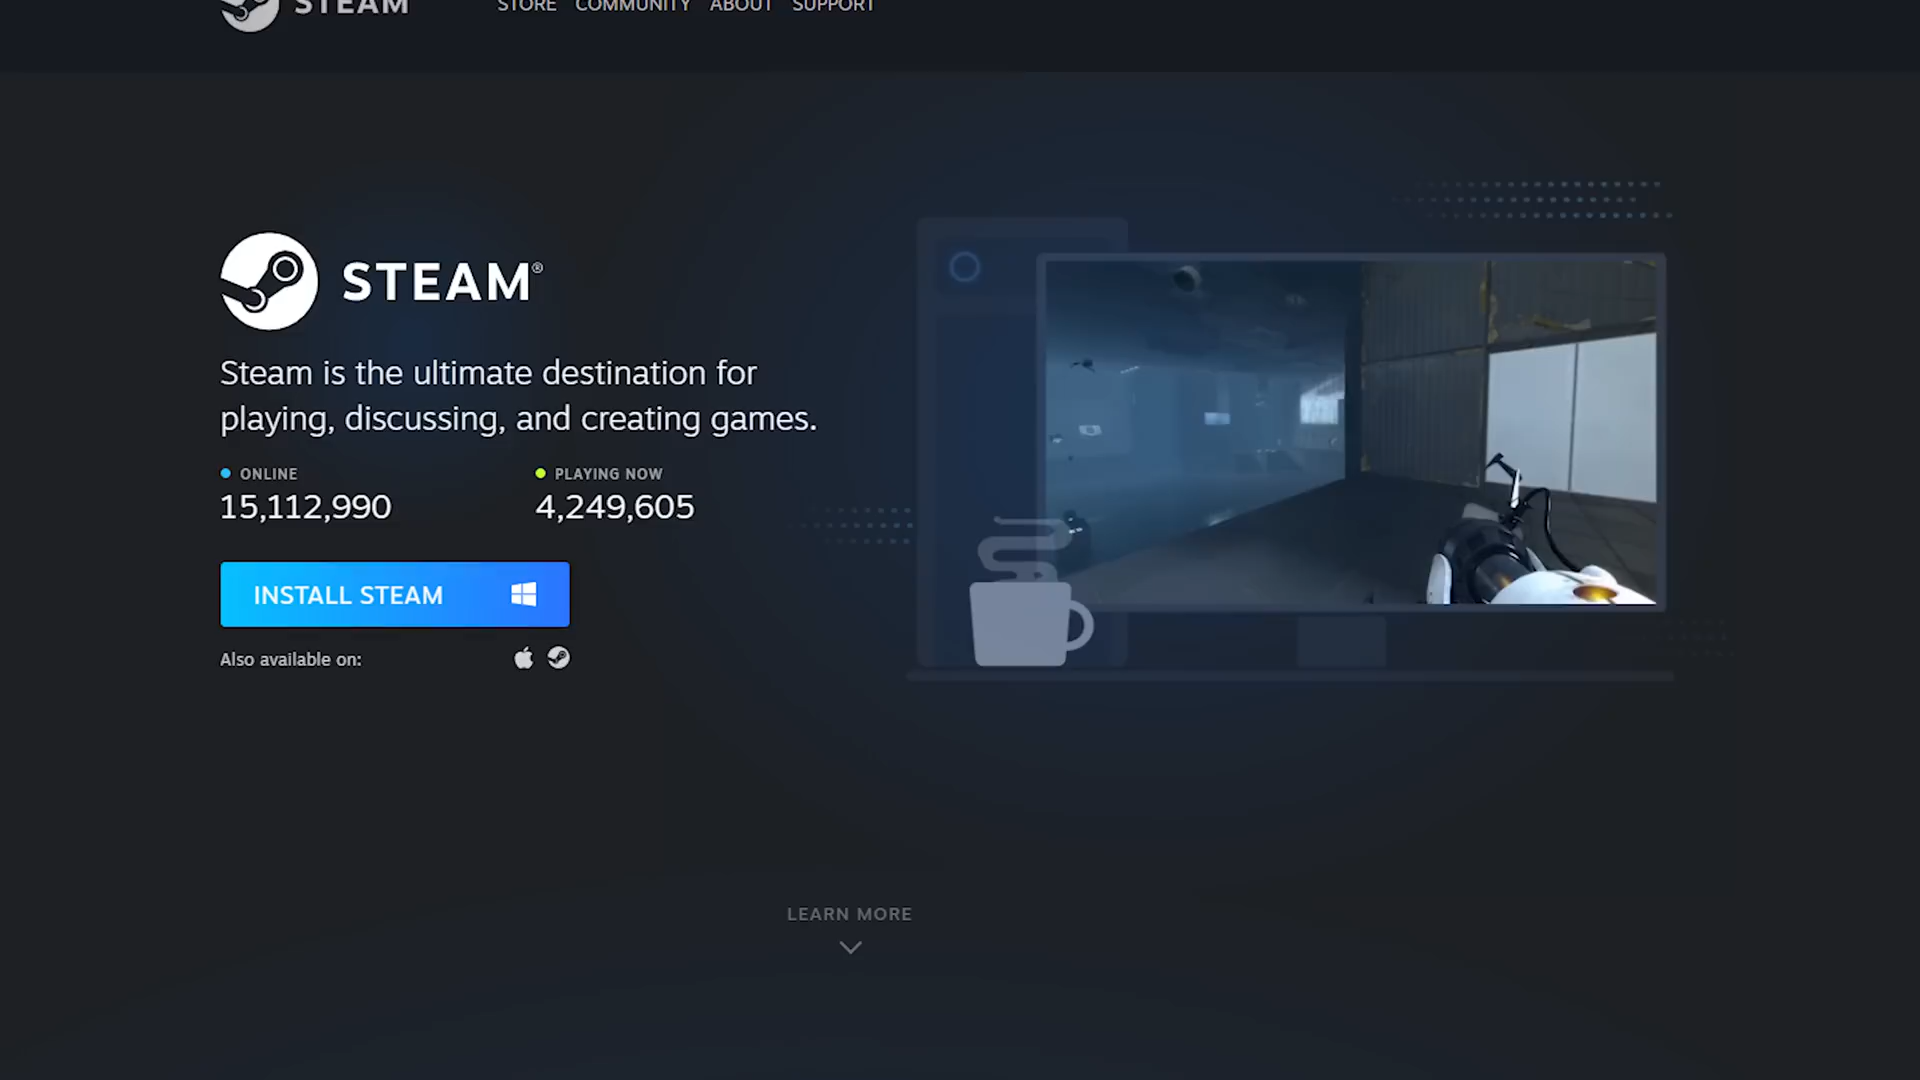 STEAM
STORE COMMUNITY ABOUT SUPPORT
STEAM®
Steam is the ultimate destination for
playing, discussing, and creating games.
ONLINE PLAYING NOW
15,112,990 4,249,605
INSTALL STEAM
Also available on:
LEARN MORE